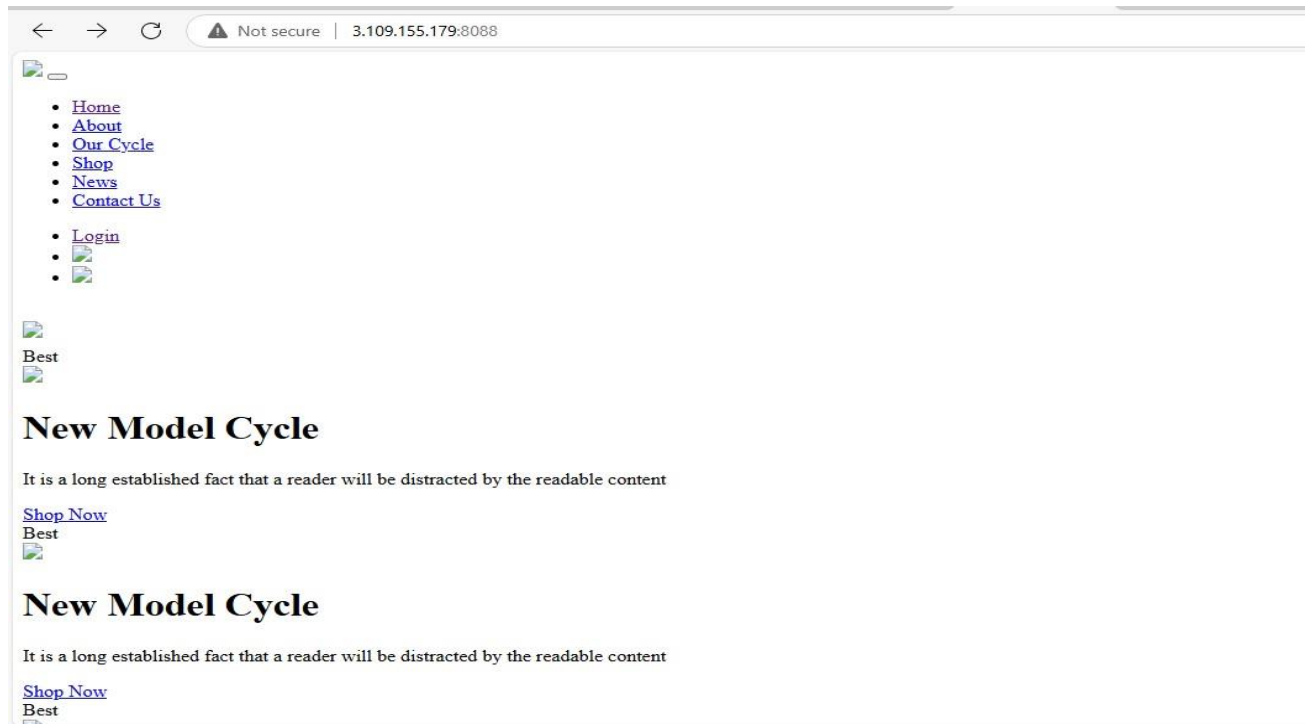 Not secure | 3.109.155.179:8088
Home
About
Our Cycle
Shop
News
Contact Us
Login
Best
New Model Cycle
It is a long established fact that a reader will be distracted by the readable content
Shop Now
Best
New Model Cycle
It is a long established fact that a reader will be distracted by the readable content
Shop Now
Best